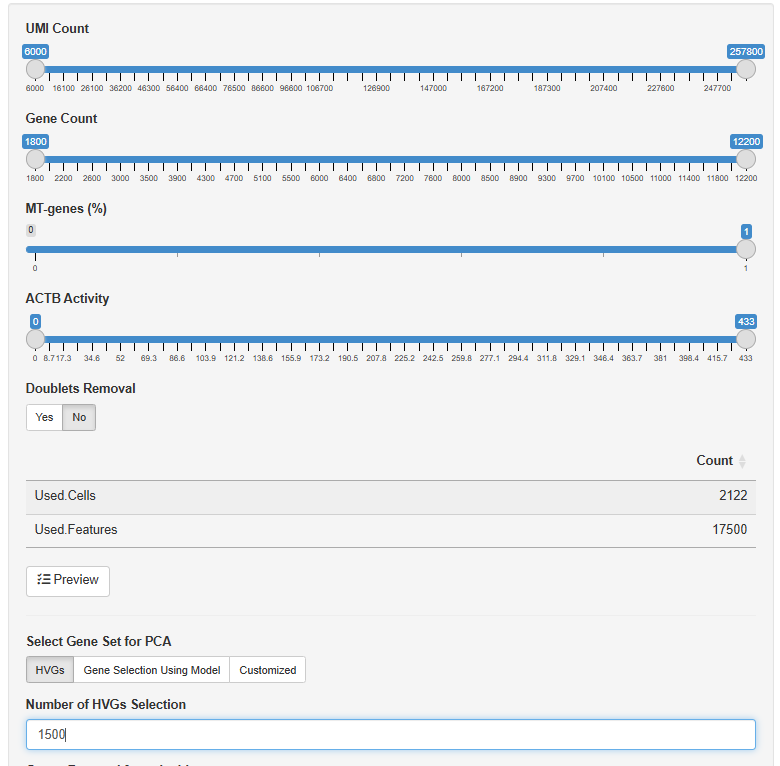 UMI Count
6000 257800
6000 16100 26100 36200 46300 56400 66400 76500 86600 96600 106700 126900 147000 167200 187300 207400 227600 247700
Gene Count
1800 12200
1800 2200 2600 3000 3500 3900 4300 4700 5100 5500 6000 6400 6800 7200 7600 8000 8500 8900 9300 9700 10100 10500 11000 11400 11800 12200
MT-genes (%)
0 1
0 1
ACTB Activity
0 433
0 8.7 17.3 34.6 52 69.3 86.6 103.9 121.2 138.6 155.9 173.2 190.5 207.8 225.2 242.5 259.8 277.1 294.4 311.8 329.1 346.4 363.7 381 398.4 415.7 433
Doublets Removal
Yes No
Count
Used.Cells 2122
Used.Features 17500
Preview
Select Gene Set for PCA
HVGs Gene Selection Using Model Customized
Number of HVGs Selection
1500